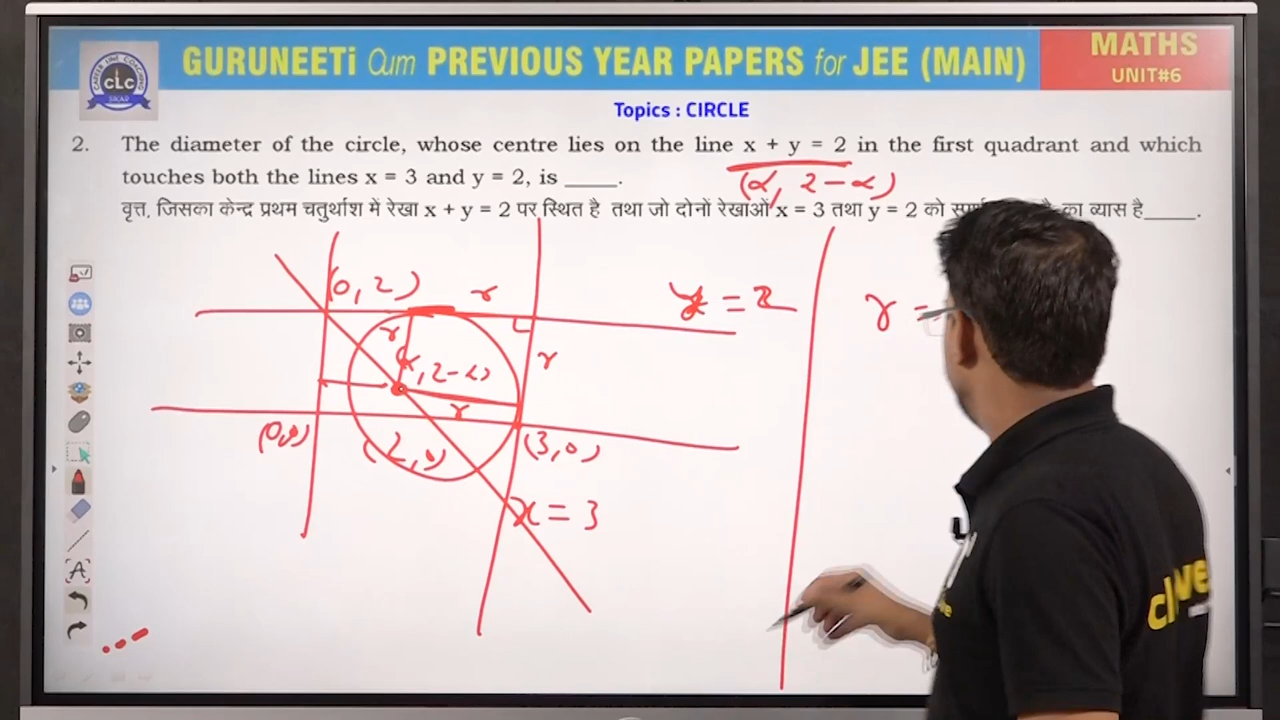 GURUNEETi Cum PREVIOUS YEAR PAPERS for JEE (MAIN)
MATHS
UNIT#6
CLC
Topics : CIRCLE
2. The diameter of the circle, whose centre lies on the line x + y = 2 in the first quadrant and which
touches both the lines x = 3 and y = 2, is _____.
(α, 2-α)
वृत्त, जिसका केन्द्र प्रथम चतुर्थाश में रेखा x + y = 2 पर स्थित है तथा जो दोनों रेखाओं x = 3 तथा y = 2 को का व्यास है_____.
(0, 2)
r
y = 2
r =
r
r
(α, 2-α)
r
(0,0)
(2,0)
(3,0)
x = 3